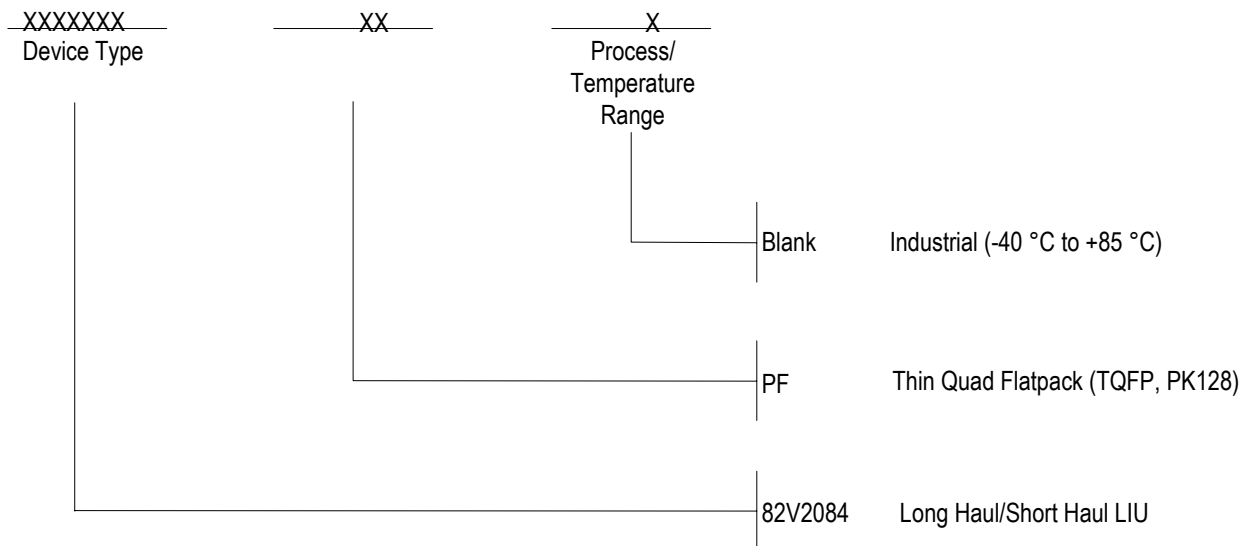 XXXXXXX XX X
Device Type Process/
Temperature
Range
Blank Industrial (-40 °C to +85 °C)
PF Thin Quad Flatpack (TQFP, PK128)
82V2084 Long Haul/Short Haul LIU